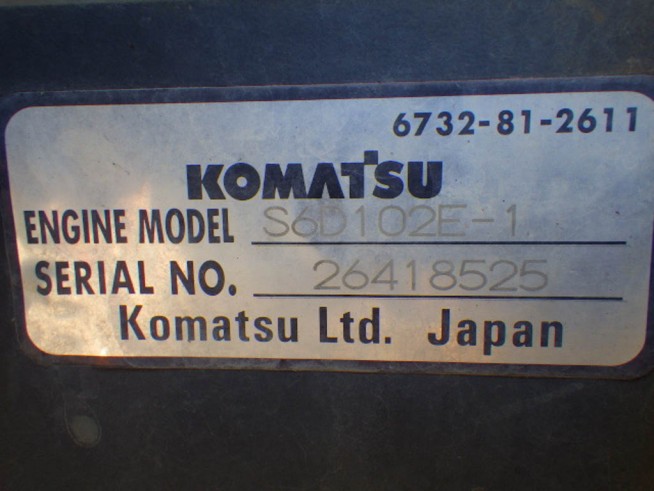 6732-81-2611
KOMATSU
ENGINE MODEL S6D102E-1
SERIAL NO. 26418525
Komatsu Ltd. Japan